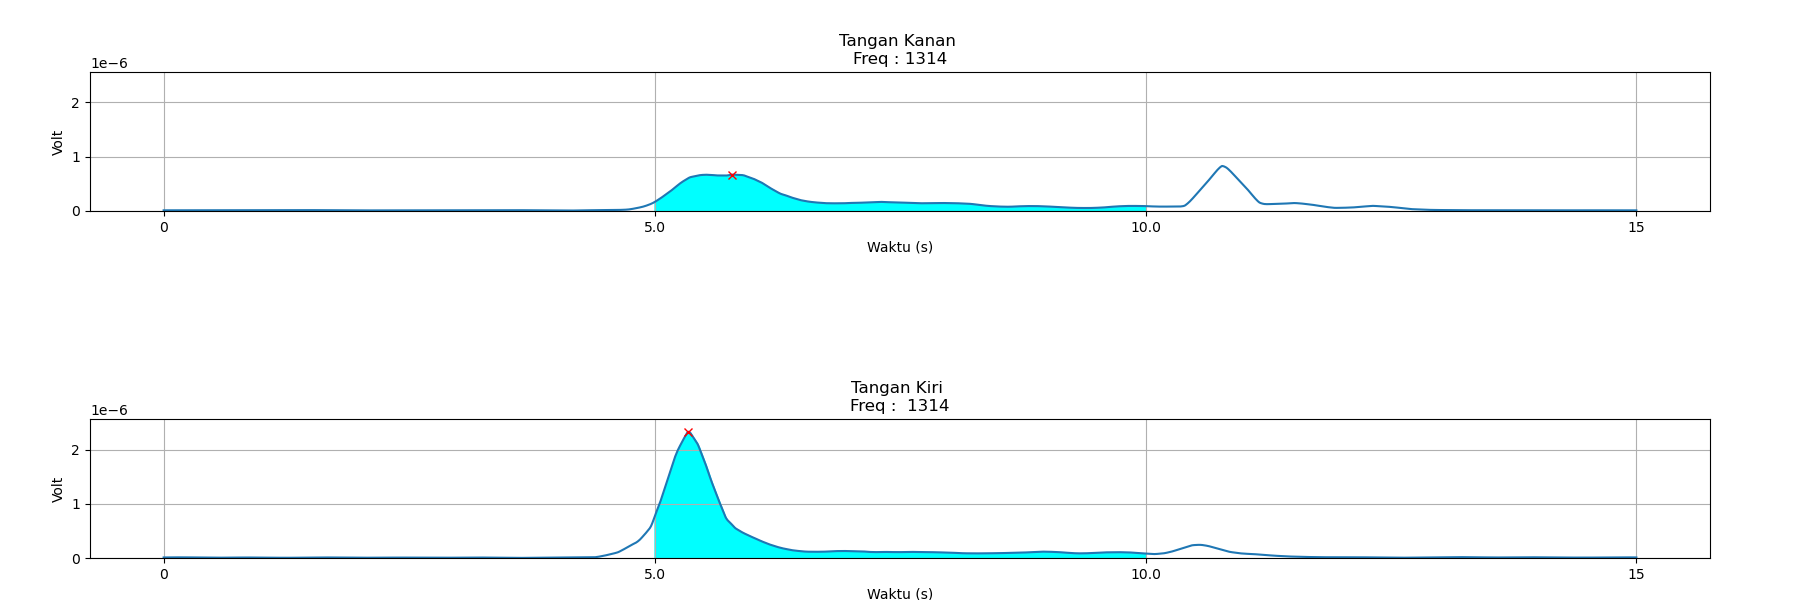 Tangan Kanan
Freq : 1314
1e−6
2
1
0
Volt
0 5.0 10.0 15
Waktu (s)
Tangan Kiri
Freq :  1314
1e−6
2
1
0
Volt
0 5.0 10.0 15
Waktu (s)